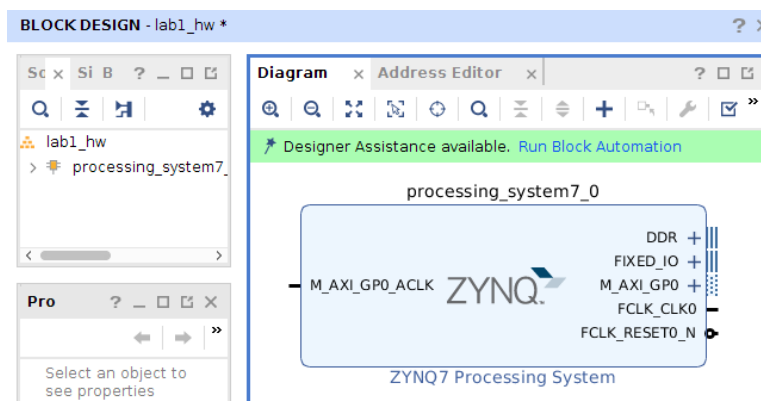 BLOCK DESIGN - lab1_hw *
?
Sc Si B ? Diagram Address Editor ?
»
lab1_hw
Designer Assistance available. Run Block Automation
processing_system7_
processing_system7_0
DDR
FIXED_IO
M_AXI_GP0_ACLK ZYNQ. M_AXI_GP0
FCLK_CLK0
Pro ?
FCLK_RESET0_N
»
Select an object to
see properties
ZYNQ7 Processing System